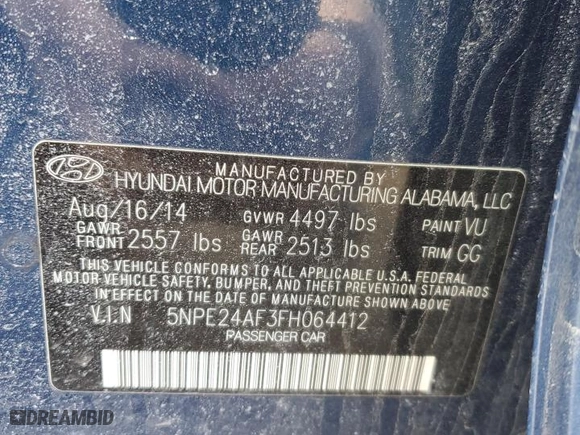 MANUFACTURED BY
HYUNDAI MOTOR MANUFACTURING ALABAMA, LLC
Aug/16/14 GVWR 4497 lbs PAINT VU
GAWR FRONT 2557 lbs GAWR REAR 2513 lbs TRIM GG
THIS VEHICLE CONFORMS TO ALL APPLICABLE U.S.A. FEDERAL
MOTOR-VEHICLE SAFETY, BUMPER, AND THEFT PREVENTION STANDARDS
IN EFFECT ON THE DATE OF MANUFACTURE SHOWN ABOVE.
V.I.N 5NPE24AF3FH064412
PASSENGER CAR
DREAMBID